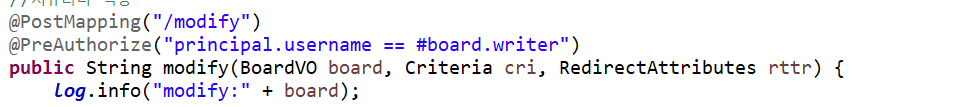 @PostMapping("/modify")
@PreAuthorize("principal.username == #board.writer")
public String modify(BoardVO board, Criteria cri, RedirectAttributes rttr) {
log.info("modify:" + board);